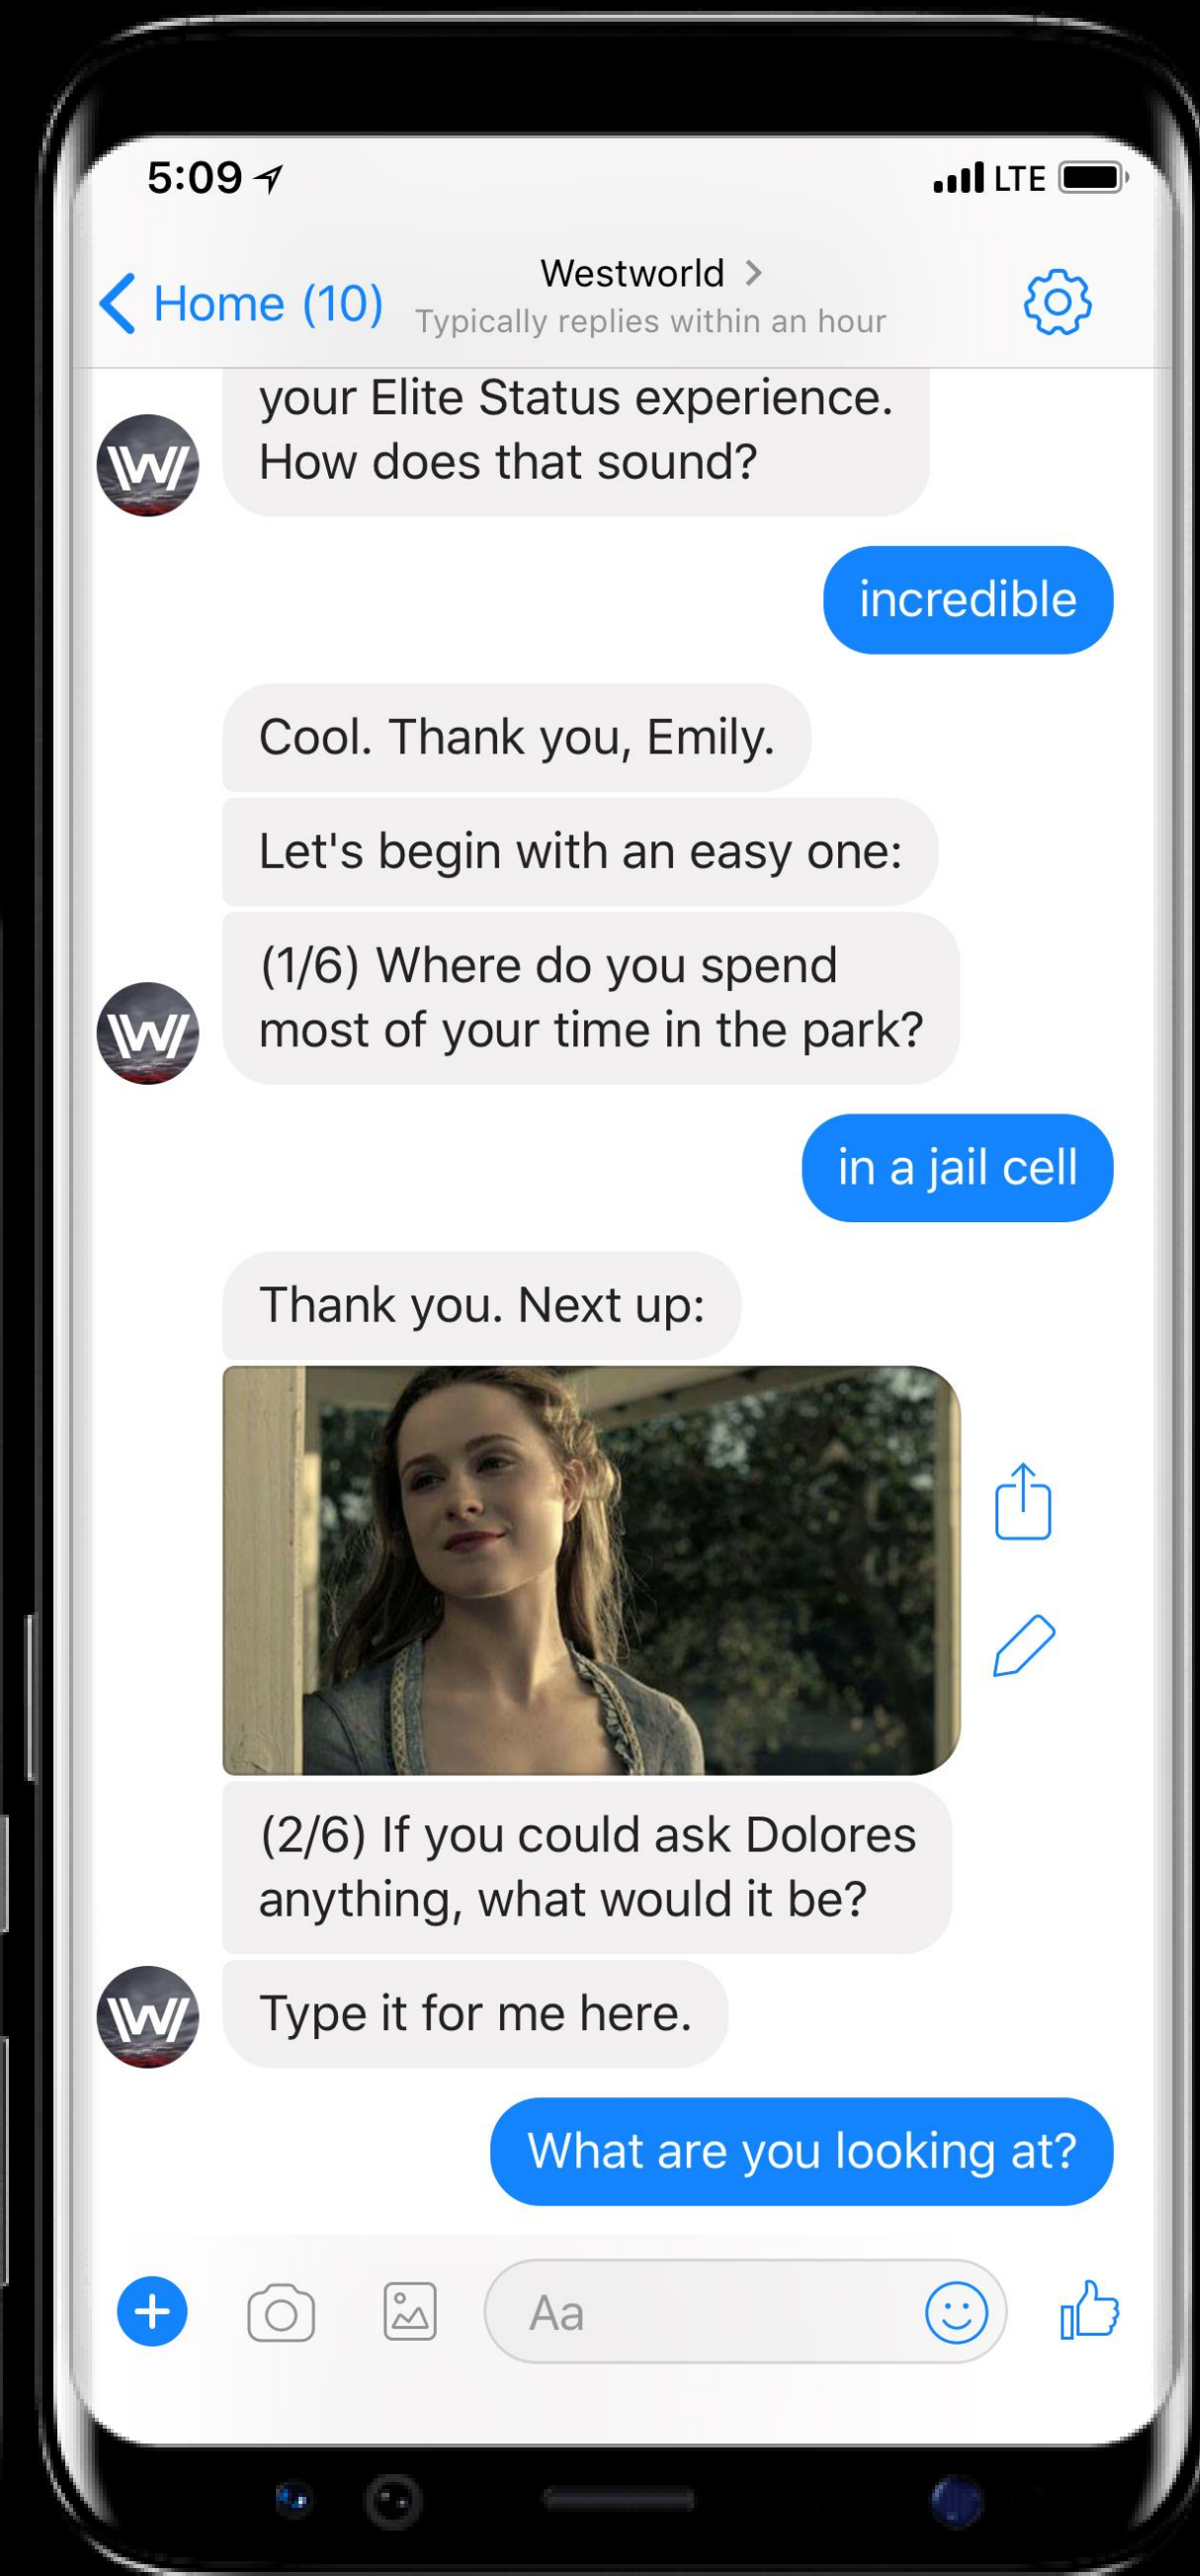 5:09
LTE
Westworld
Home (10)
Typically replies within an hour
your Elite Status experience.
How does that sound?
W
incredible
Cool. Thank you, Emily.
Let's begin with an easy one:
(1/6) Where do you spend
most of your time in the park?
W
in a jail cell
Thank you. Next up:
(2/6) If you could ask Dolores
anything, what would it be?
Type it for me here.
W
What are you looking at?
Aa